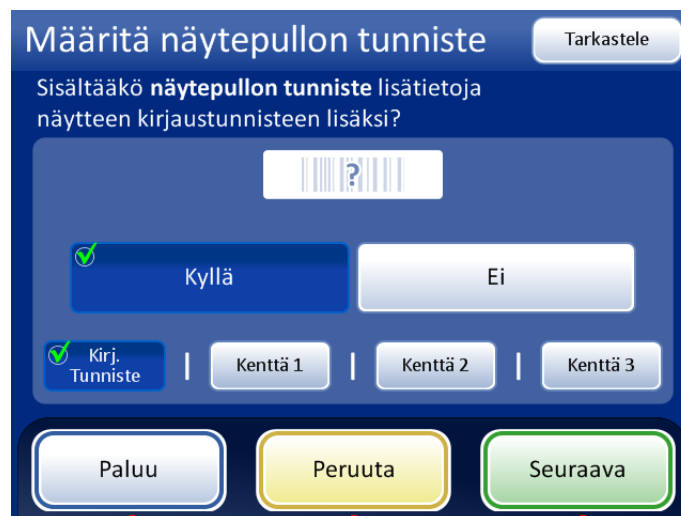 Määritä näytepullon tunniste
Tarkastele
Sisältääkö näytepullon tunniste lisätietoja
näytteen kirjaustunnisteen lisäksi?
?
Kyllä
Ei
Kirj.
Tunniste
|
Kenttä 1
|
Kenttä 2
|
Kenttä 3
Paluu
Peruuta
Seuraava